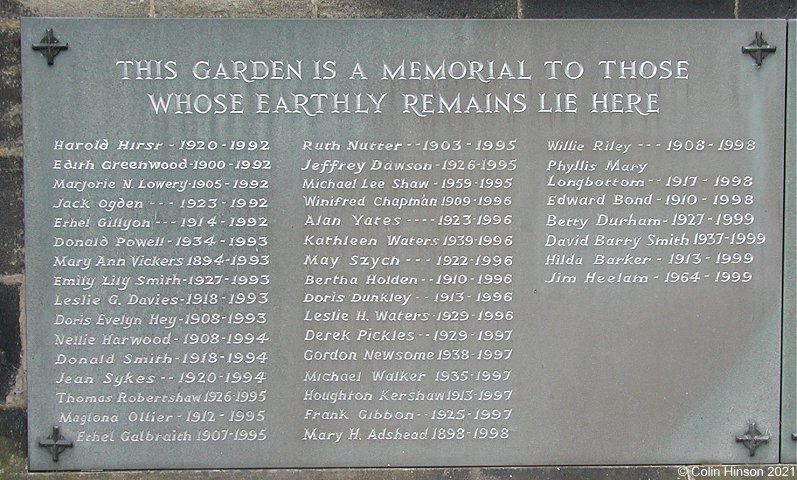 THIS GARDEN IS A MEMORIAL TO THOSE
WHOSE EARTHLY REMAINS LIE HERE
Harold Hirst - 1920 - 1992
Edith Greenwood - 1900 - 1992
Marjorie N. Lowery - 1905 - 1992
Jack Ogden --- 1923 - 1992
Ethel Gillyon --- 1914 - 1992
Donald Powell - 1934 - 1993
Mary Ann Vickers 1894 - 1993
Emily Lily Smith - 1927 - 1993
Leslie G. Davies - 1918 - 1993
Doris Evelyn Hey - 1908 - 1993
Nellie Harwood - 1908 - 1994
Donald Smith - 1918 - 1994
Jean Sykes -- 1920 - 1994
Thomas Robertshaw 1926 - 1995
Magiona Ollier - 1912 - 1995
Ethel Galbraith 1907 - 1995
Ruth Nutter -- 1903 - 1995
Jeffrey Dawson - 1926 - 1995
Michael Lee Shaw - 1959 - 1995
Winifred Chapman 1909 - 1996
Alan Yates ---- 1923 - 1996
Kathleen Waters 1939 - 1996
May Szych --- 1922 - 1996
Bertha Holden -- 1910 - 1996
Doris Dunkley -- 1913 - 1996
Leslie H. Waters - 1929 - 1996
Derek Pickles -- 1929 - 1997
Gordon Newsome 1938 - 1997
Michael Walker 1935 - 1997
Houghton Kershaw 1913 - 1997
Frank Gibbon -- 1925 - 1997
Mary H. Adshead 1898 - 1998
Willie Riley --- 1908 - 1998
Phyllis Mary
Longbottom -- 1917 - 1998
Edward Bond - 1910 - 1998
Betty Durham - 1927 - 1999
David Barry Smith 1937 - 1999
Hilda Barker - 1913 - 1999
Jim Heelam - 1964 - 1999
© Colin Hinson 2021